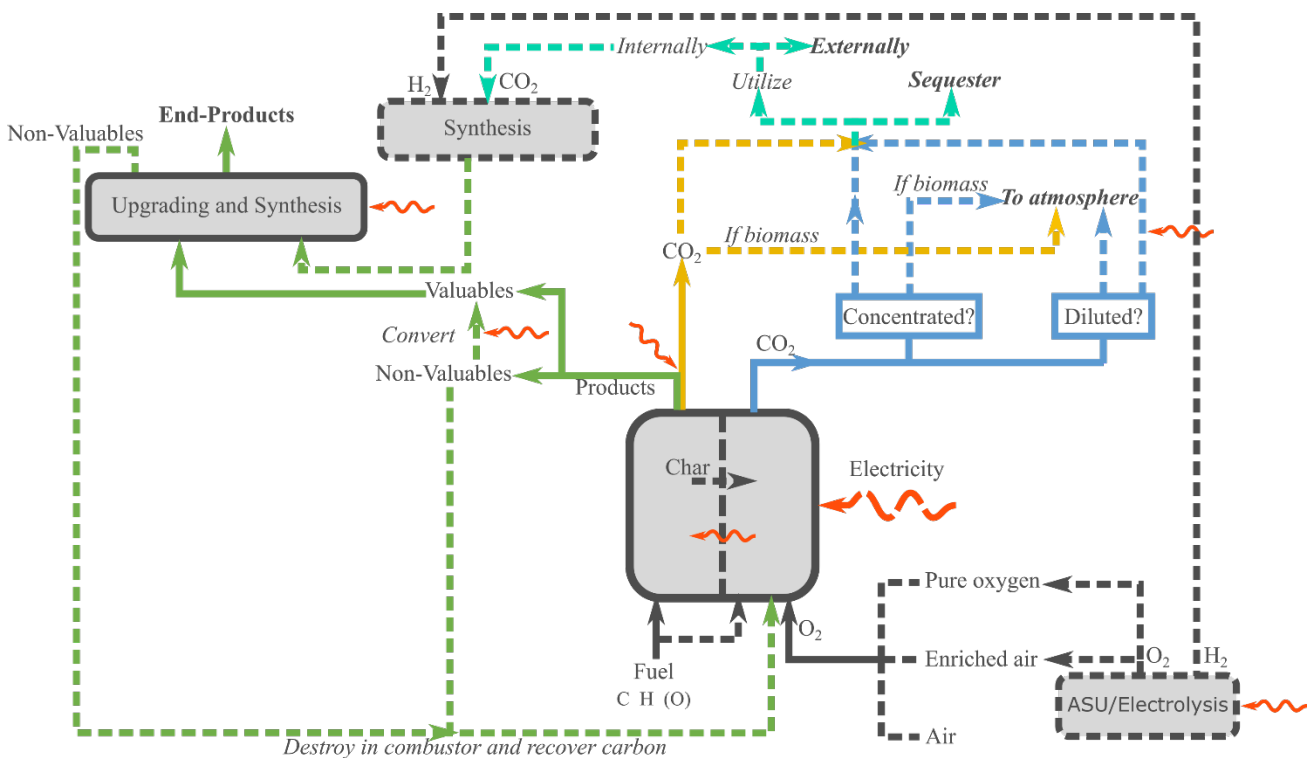 Internally
Externally
H2
CO2
Utilize
Sequester
End-Products
Non-Valuables
Synthesis
If biomass
To atmosphere
Upgrading and Synthesis
If biomass
CO2
Valuables
Concentrated?
Diluted?
Convert
CO2
Non-Valuables
Products
Char
Electricity
Pure oxygen
O2
Enriched air
O2
H2
Fuel
C H (O)
ASU/Electrolysis
Air
Destroy in combustor and recover carbon